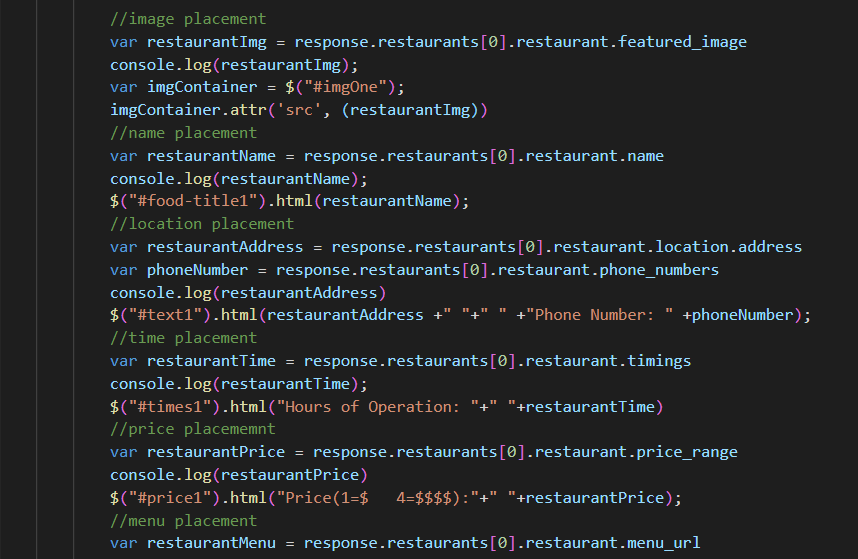 //image placement
var restaurantImg = response.restaurants[0].restaurant.featured_image
console.log(restaurantImg);
var imgContainer = $("#imgOne");
imgContainer.attr('src', (restaurantImg))
//name placement
var restaurantName = response.restaurants[0].restaurant.name
console.log(restaurantName);
$("#food-title1").html(restaurantName);
//location placement
var restaurantAddress = response.restaurants[0].restaurant.location.address
var phoneNumber = response.restaurants[0].restaurant.phone_numbers
console.log(restaurantAddress)
$("#text1").html(restaurantAddress +" "+" " +"Phone Number: " +phoneNumber);
//time placement
var restaurantTime = response.restaurants[0].restaurant.timings
console.log(restaurantTime);
$("#times1").html("Hours of Operation: "+" "+restaurantTime)
//price placememnt
var restaurantPrice = response.restaurants[0].restaurant.price_range
console.log(restaurantPrice)
$("#price1").html("Price(1=$   4=$$$$):"+" "+restaurantPrice);
//menu placement
var restaurantMenu = response.restaurants[0].restaurant.menu_url